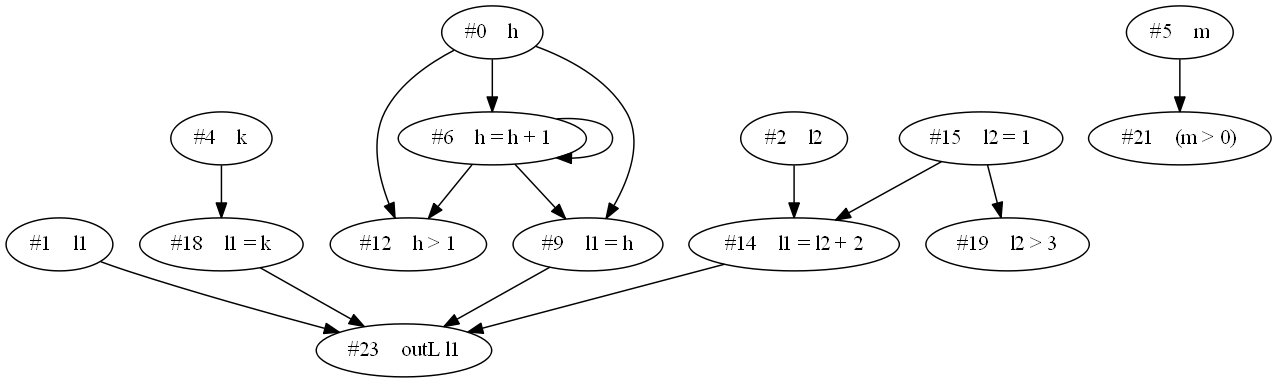 #0 h
#5 m
#4 k
#6 h = h + 1
#2 l2
#15 l2 = 1
#21 (m > 0)
#1 l1
#18 l1 = k
#12 h > 1
#9 l1 = h
#14 l1 = l2 + 2
#19 l2 > 3
#23 outL l1